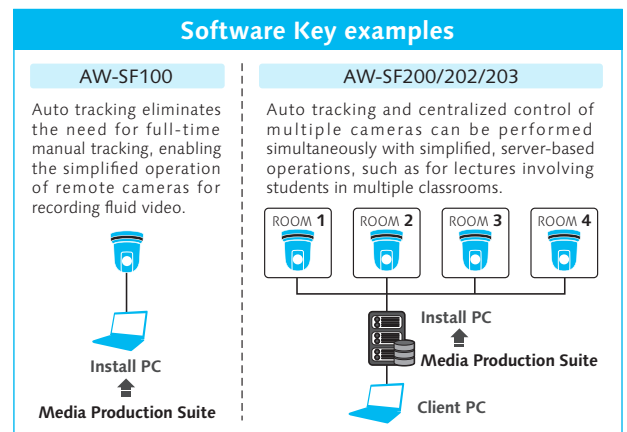 Software Key examples
AW-SF100
Auto tracking eliminates
the need for full-time
manual tracking, enabling
the simplified operation
of remote cameras for
recording fluid video.
Install PC
Media Production Suite
AW-SF200/202/203
Auto tracking and centralized control of
multiple cameras can be performed
simultaneously with simplified, server-based
operations, such as for lectures involving
students in multiple classrooms.
ROOM 1
ROOM 2
ROOM 3
ROOM 4
Install PC
Media Production Suite
Client PC